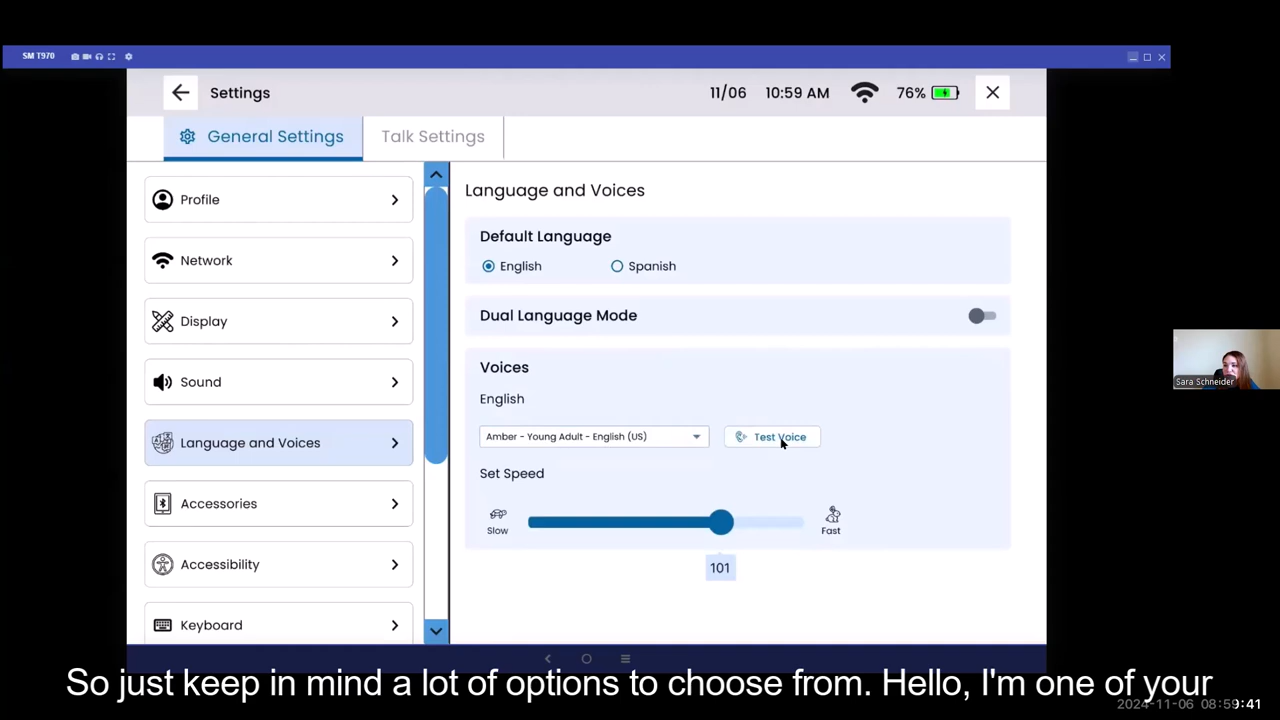 SM T970
Settings
11/06 10:59 AM 76%
General Settings
Talk Settings
Profile
Network
Display
Sound
Language and Voices
Accessories
Accessibility
Keyboard
Language and Voices
Default Language
English Spanish
Dual Language Mode
Voices
English
Amber - Young Adult - English (US)
Test Voice
Set Speed
Slow
Fast
101
Sara Schneider
So just keep in mind a lot of options to choose from. Hello, I'm one of your
2024-11-06 08:59:41